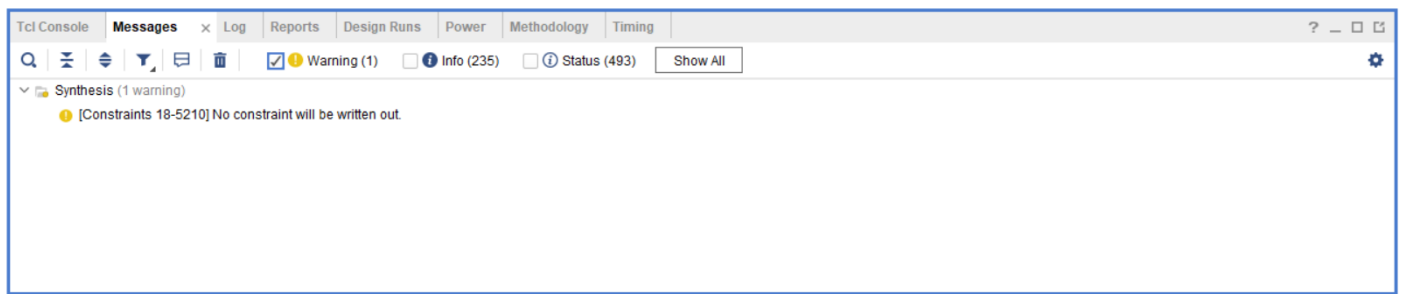 Tcl Console Messages × Log Reports Design Runs Power Methodology Timing ? _
Warning (1) Info (235) Status (493) Show All
Synthesis (1 warning)
[Constraints 18-5210] No constraint will be written out.